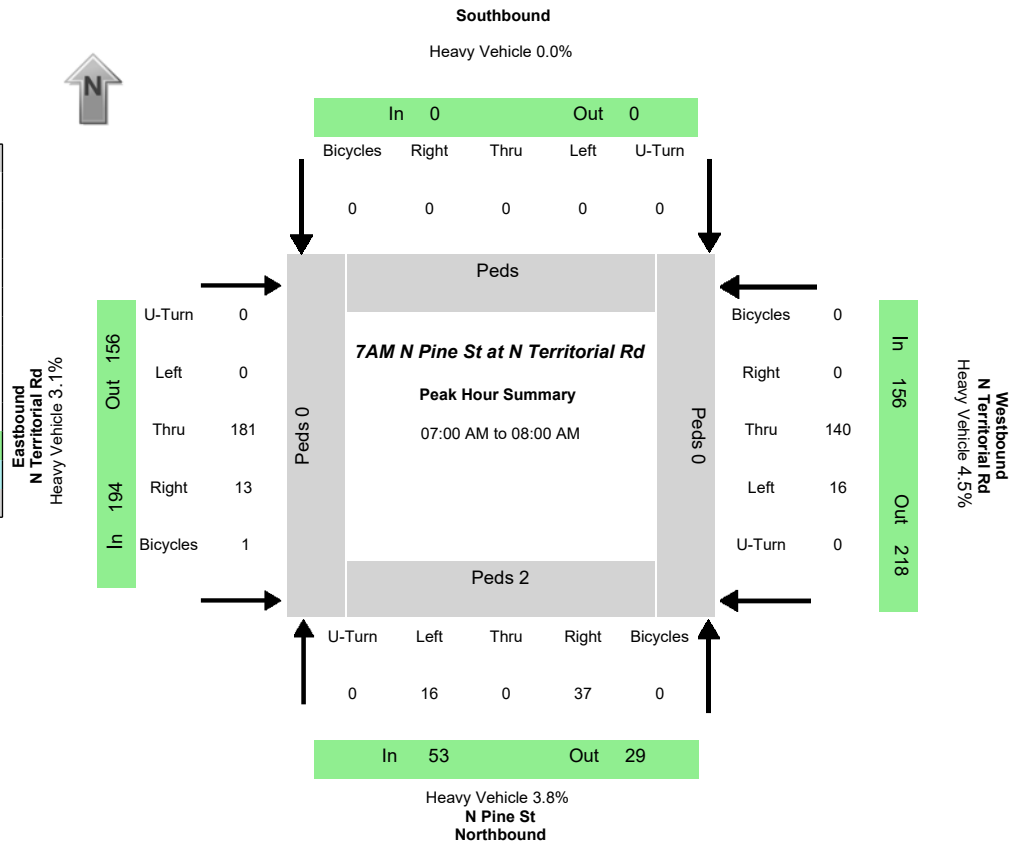 Southbound
Heavy Vehicle 0.0%
N
In 0 Out 0
Bicycles Right Thru Left U-Turn
0 0 0 0 0
Peds
Eastbound
N Territorial Rd
Heavy Vehicle 3.1%
Out 156
In 194
U-Turn 0
Left 0
Thru 181
Right 13
Bicycles 1
Peds 0
7AM N Pine St at N Territorial Rd
Peak Hour Summary
07:00 AM to 08:00 AM
Peds 0
Bicycles 0
Right 0
Thru 140
Left 16
U-Turn 0
In 156
Out 218
Westbound
N Territorial Rd
Heavy Vehicle 4.5%
Peds 2
U-Turn Left Thru Right Bicycles
0 16 0 37 0
In 53 Out 29
Heavy Vehicle 3.8%
N Pine St
Northbound